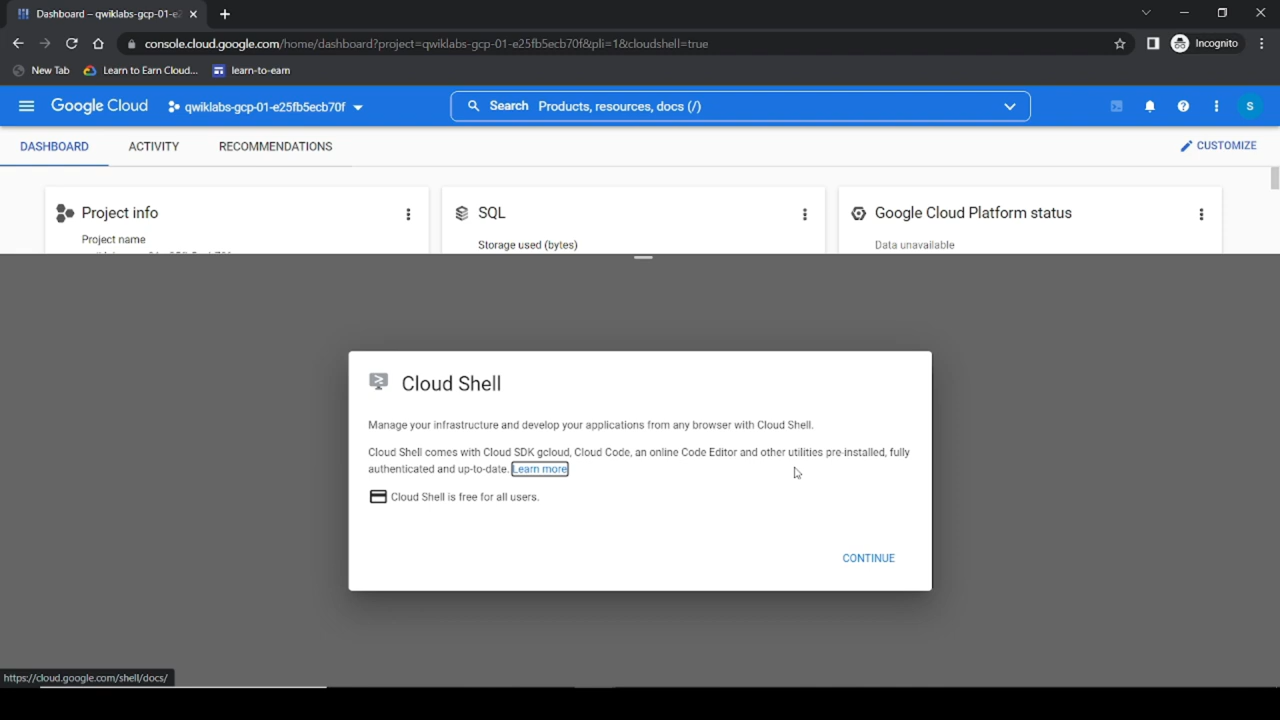 Dashboard – qwiklabs-gcp-01-e2
console.cloud.google.com/home/dashboard?project=qwiklabs-gcp-01-e25fb5ecb70f&pli=1&cloudshell=true
Incognito
New Tab
Learn to Earn Cloud...
learn-to-earn
Google Cloud
qwiklabs-gcp-01-e25fb5ecb70f
Search Products, resources, docs (/)
S
DASHBOARD
ACTIVITY
RECOMMENDATIONS
CUSTOMIZE
Project info
SQL
Google Cloud Platform status
Project name
Storage used (bytes)
Data unavailable
Cloud Shell
Manage your infrastructure and develop your applications from any browser with Cloud Shell.
Cloud Shell comes with Cloud SDK gcloud, Cloud Code, an online Code Editor and other utilities pre-installed, fully
authenticated and up-to-date. Learn more
Cloud Shell is free for all users.
CONTINUE
https://cloud.google.com/shell/docs/